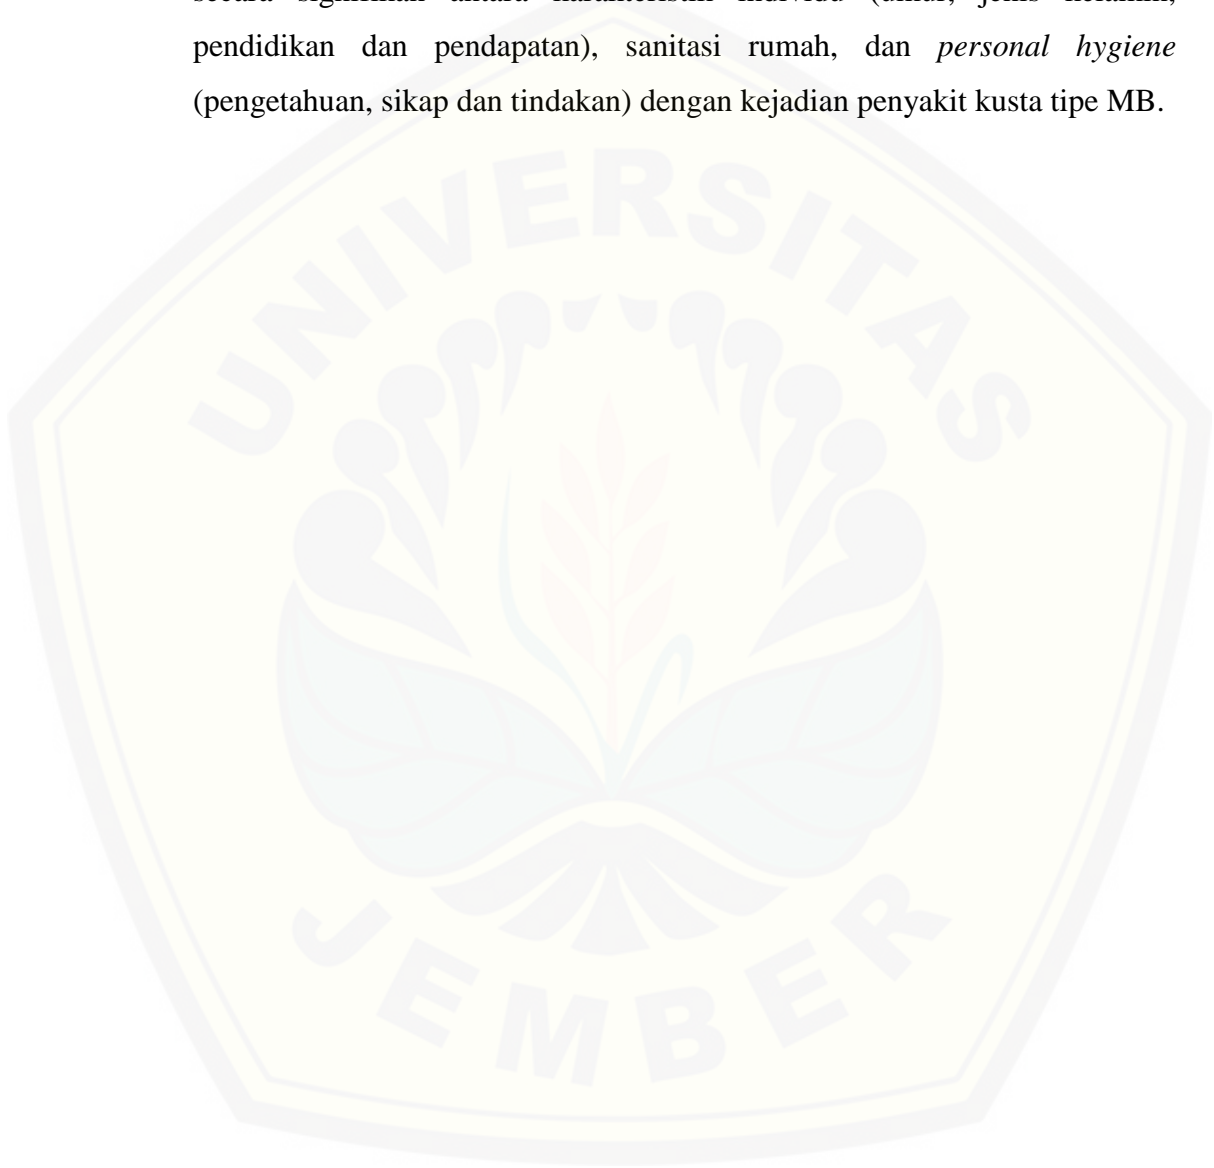 pendidikan dan pendapatan), sanitasi rumah, dan personal hygiene
(pengetahuan, sikap dan tindakan) dengan kejadian penyakit kusta tipe MB.
UNIVERSITAS
JEMBER